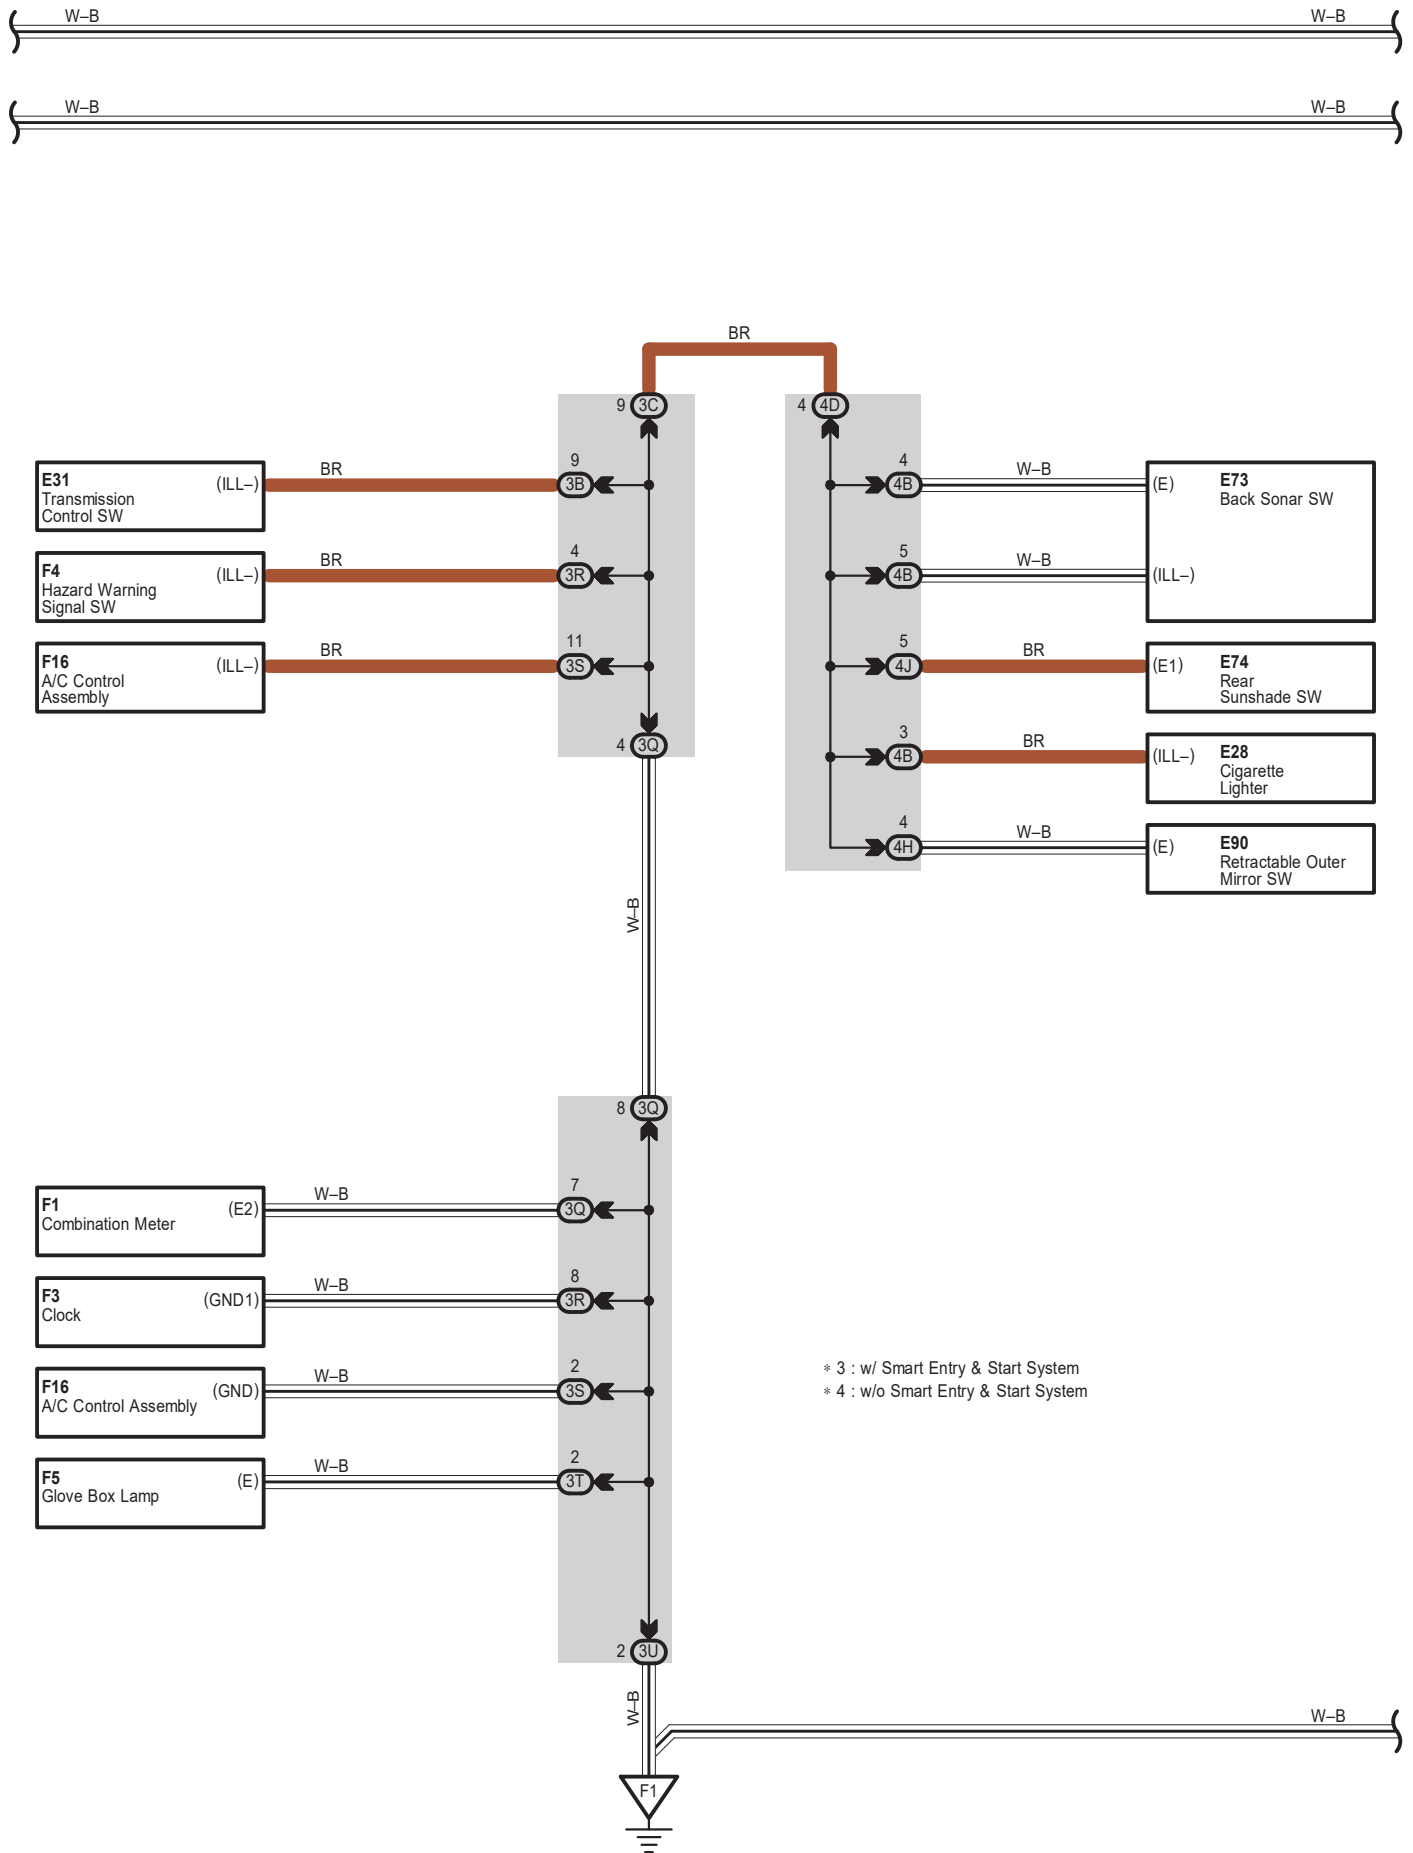 W–B W–B
W–B W–B
BR
9 3C
4 4D
E31
Transmission
Control SW
(ILL–)
BR
9
3B
F4
Hazard Warning
Signal SW
(ILL–)
BR
4
3R
F16
A/C Control
Assembly
(ILL–)
BR
11
3S
4 3Q
4
4B
W–B
(E)
E73
Back Sonar SW
5
4B
W–B
(ILL–)
5
4J
BR
(E1)
E74
Rear
Sunshade SW
3
4B
BR
(ILL–)
E28
Cigarette
Lighter
4
4H
W–B
(E)
E90
Retractable Outer
Mirror SW
W–B
8 3Q
F1
Combination Meter
(E2)
W–B
7
3Q
F3
Clock
(GND1)
W–B
8
3R
F16
A/C Control Assembly
(GND)
W–B
2
3S
F5
Glove Box Lamp
(E)
W–B
2
3T
* 3 : w/ Smart Entry & Start System
* 4 : w/o Smart Entry & Start System
2 3U
W–B
W–B
F1